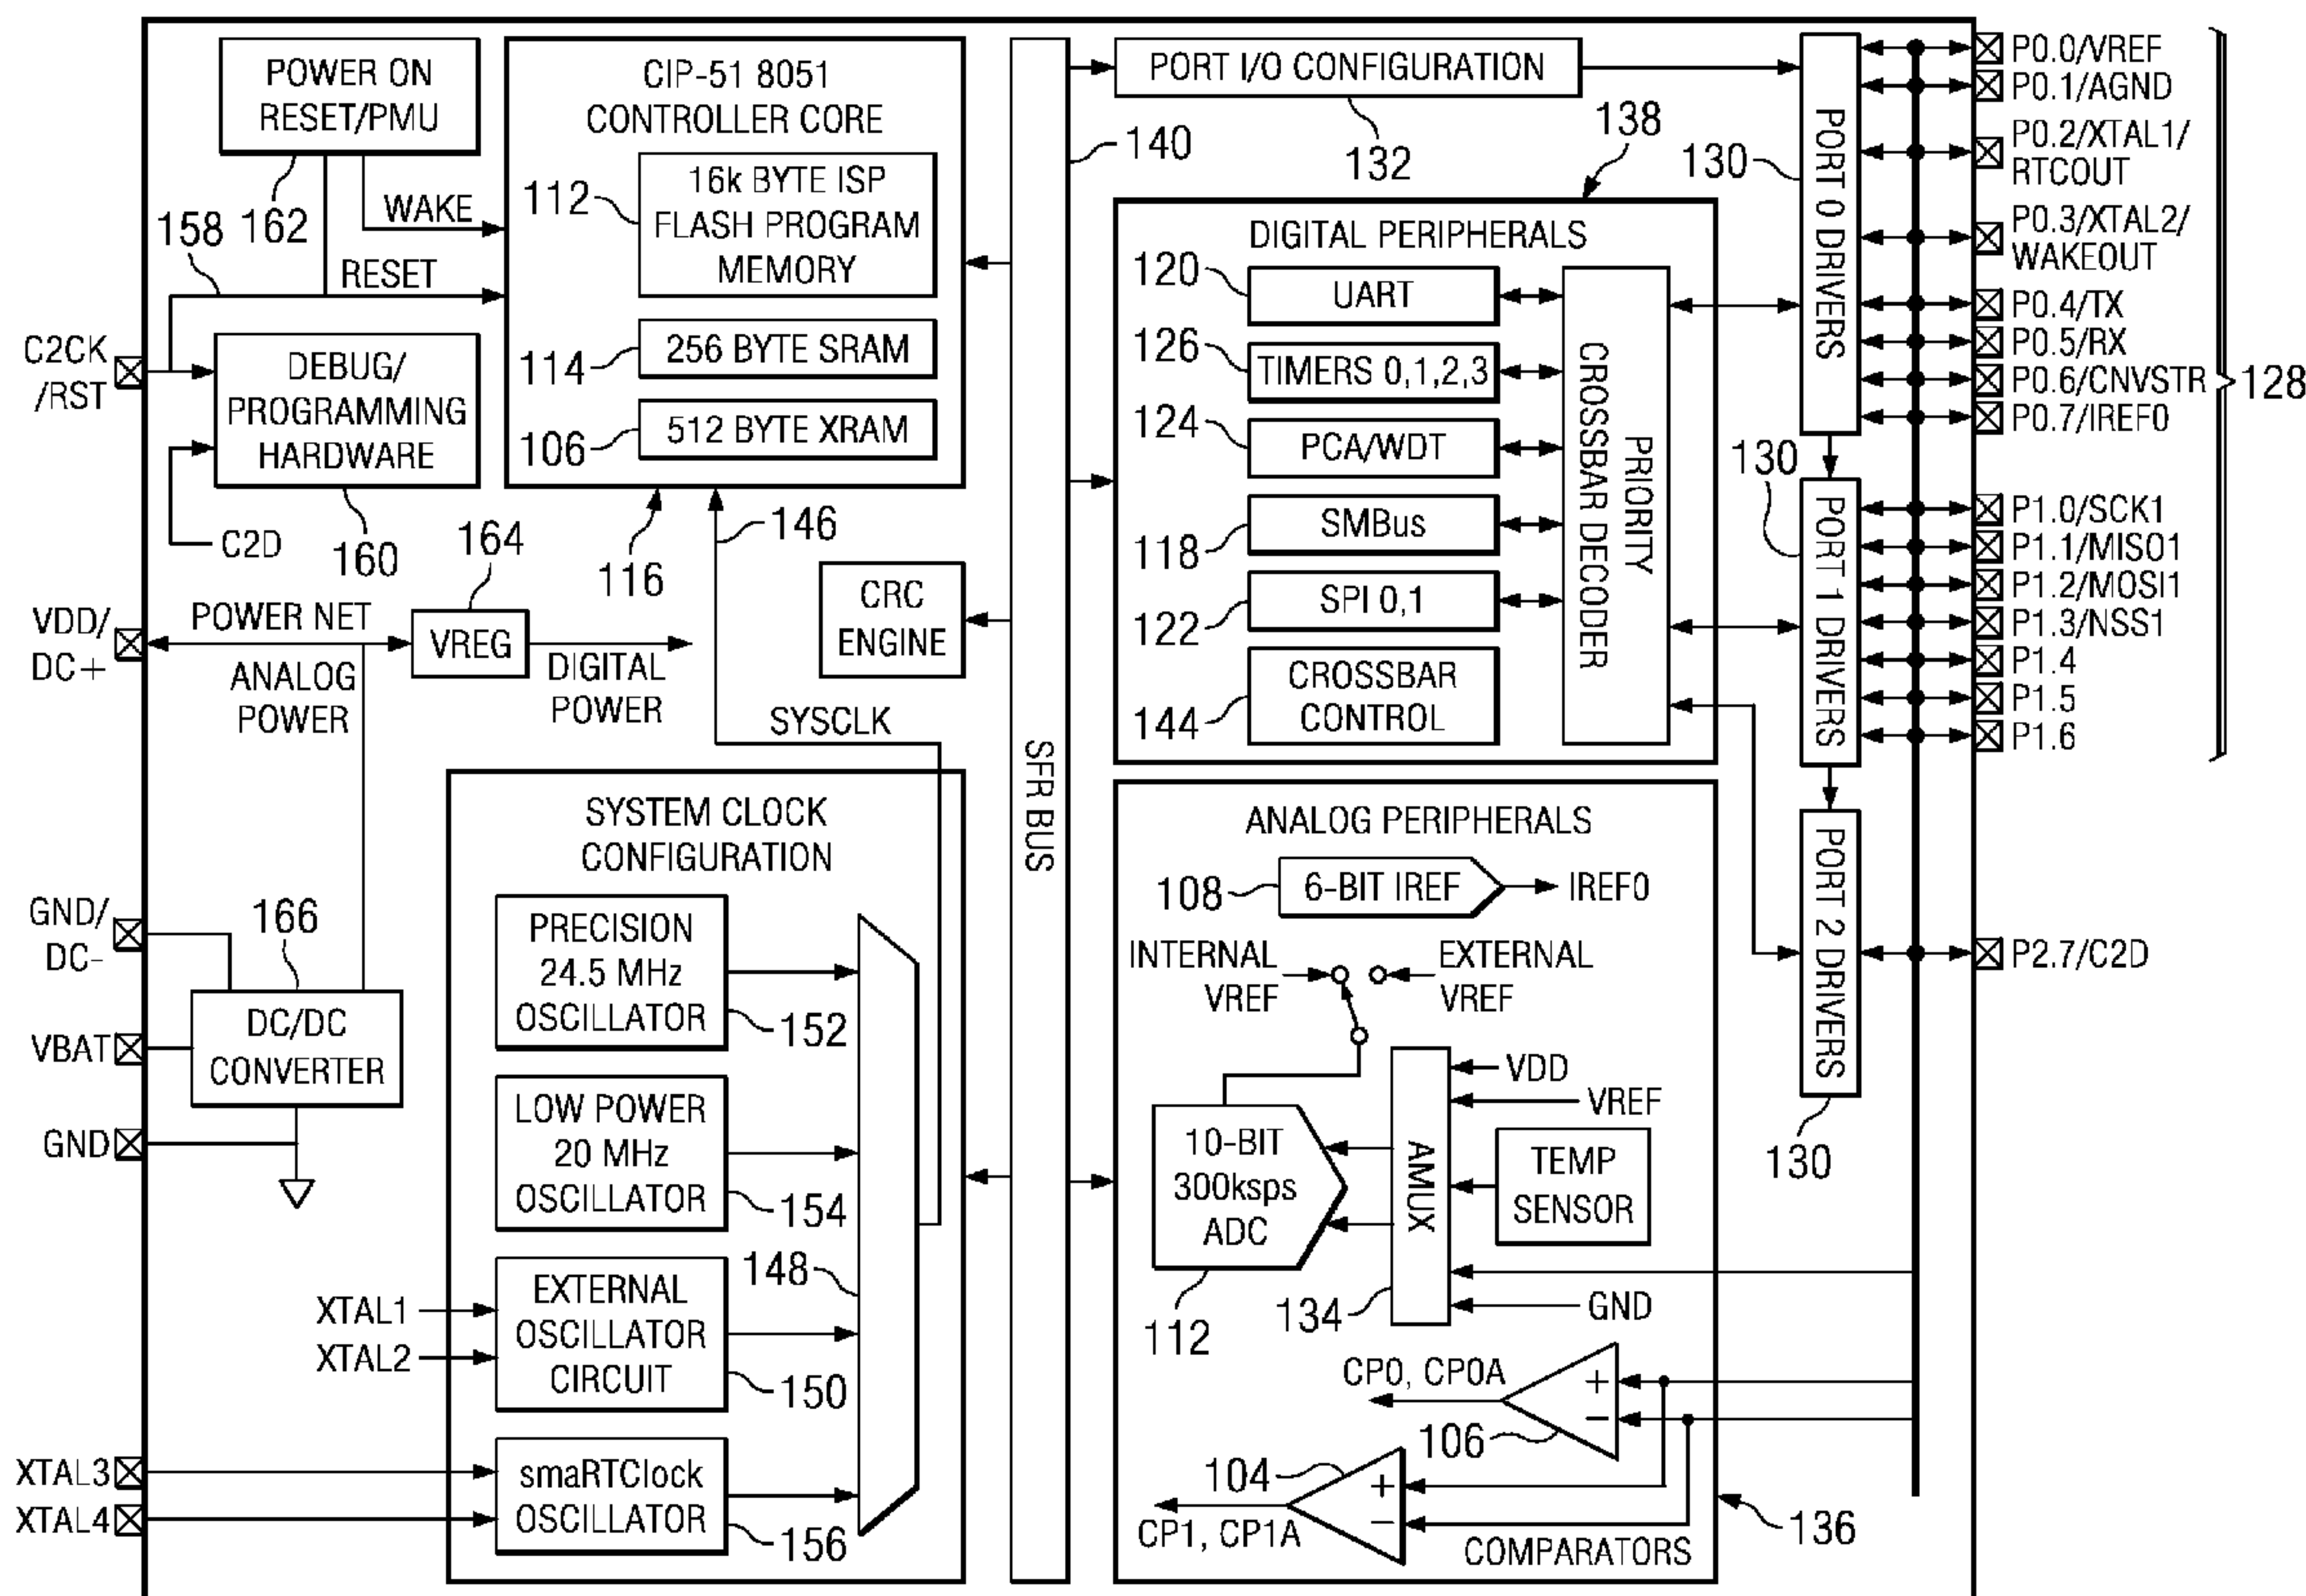 POWER ON
RESET/PMU
162
WAKE
158
RESET
C2CK
/RST
DEBUG/
PROGRAMMING
HARDWARE
C2D
160
CIP-51 8051
CONTROLLER CORE
112
16k BYTE ISP
FLASH PROGRAM
MEMORY
114
256 BYTE SRAM
106
512 BYTE XRAM
116
146
164
VDD/
DC+
POWER NET
VREG
ANALOG
POWER
DIGITAL
POWER
CRC
ENGINE
SYSCLK
GND/
DC-
166
VBAT
DC/DC
CONVERTER
GND
SYSTEM CLOCK
CONFIGURATION
PRECISION
24.5 MHz
OSCILLATOR
152
LOW POWER
20 MHz
OSCILLATOR
154
148
XTAL1
XTAL2
EXTERNAL
OSCILLATOR
CIRCUIT
150
XTAL3
XTAL4
smaRTClock
OSCILLATOR
156
140
SFR BUS
PORT I/O CONFIGURATION
132
138
DIGITAL PERIPHERALS
120
UART
126
TIMERS 0,1,2,3
124
PCA/WDT
118
SMBus
122
SPI 0,1
144
CROSSBAR
CONTROL
PRIORITY
CROSSBAR DECODER
ANALOG PERIPHERALS
108
6-BIT IREF
IREF0
INTERNAL
VREF
EXTERNAL
VREF
VDD
VREF
10-BIT
300ksps
ADC
112
AMUX
134
TEMP
SENSOR
GND
CP0, CP0A
+
−
106
104
+
−
CP1, CP1A
COMPARATORS
136
130
PORT 0 DRIVERS
130
PORT 1 DRIVERS
PORT 2 DRIVERS
130
P0.0/VREF
P0.1/AGND
P0.2/XTAL1/
RTCOUT
P0.3/XTAL2/
WAKEOUT
P0.4/TX
P0.5/RX
P0.6/CNVSTR
P0.7/IREF0
128
P1.0/SCK1
P1.1/MISO1
P1.2/MOSI1
P1.3/NSS1
P1.4
P1.5
P1.6
P2.7/C2D